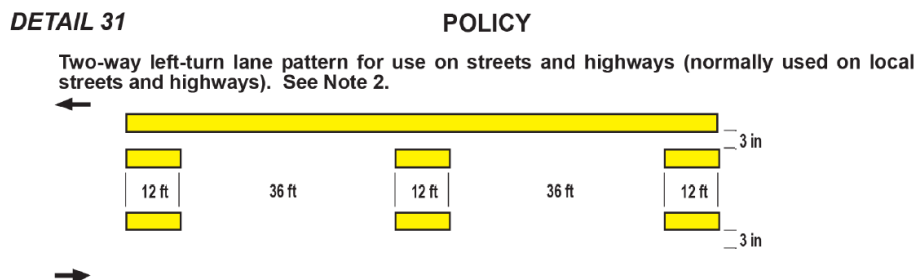 DETAIL 31
POLICY
Two-way left-turn lane pattern for use on streets and highways (normally used on local
streets and highways). See Note 2.
3 in
12 ft 36 ft 12 ft 36 ft 12 ft
3 in